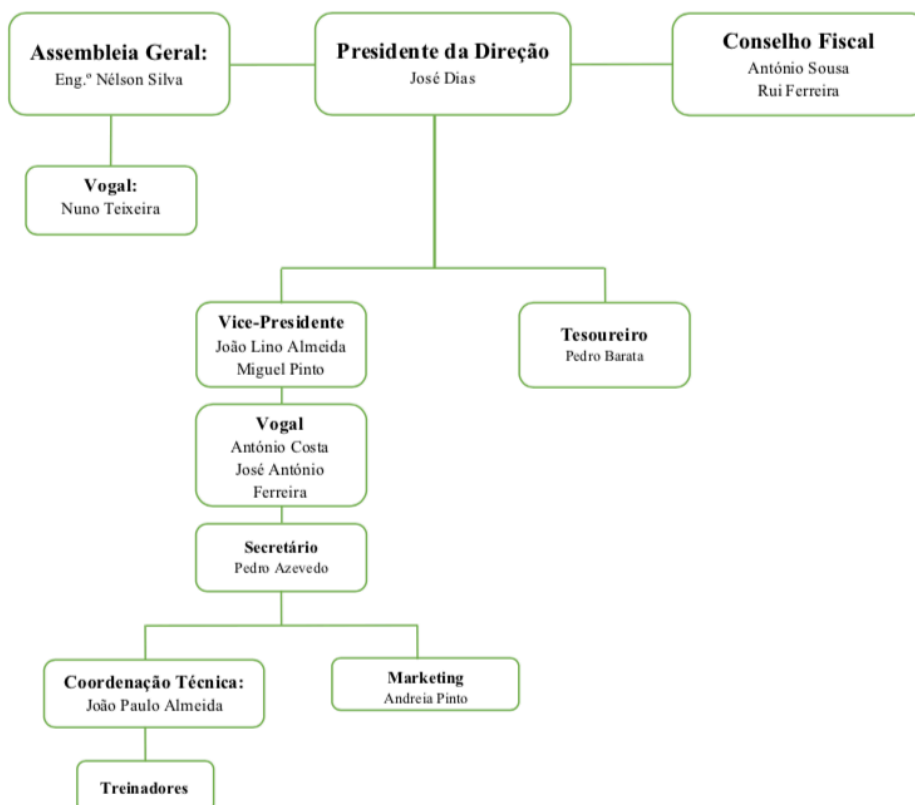 Assembleia Geral:
Eng.º Nélson Silva
Presidente da Direção
José Dias
Conselho Fiscal
António Sousa
Rui Ferreira
Vogal:
Nuno Teixeira
Vice-Presidente
João Lino Almeida
Miguel Pinto
Tesoureiro
Pedro Barata
Vogal
António Costa
José António
Ferreira
Secretário
Pedro Azevedo
Coordenação Técnica:
João Paulo Almeida
Marketing
Andreia Pinto
Treinadores